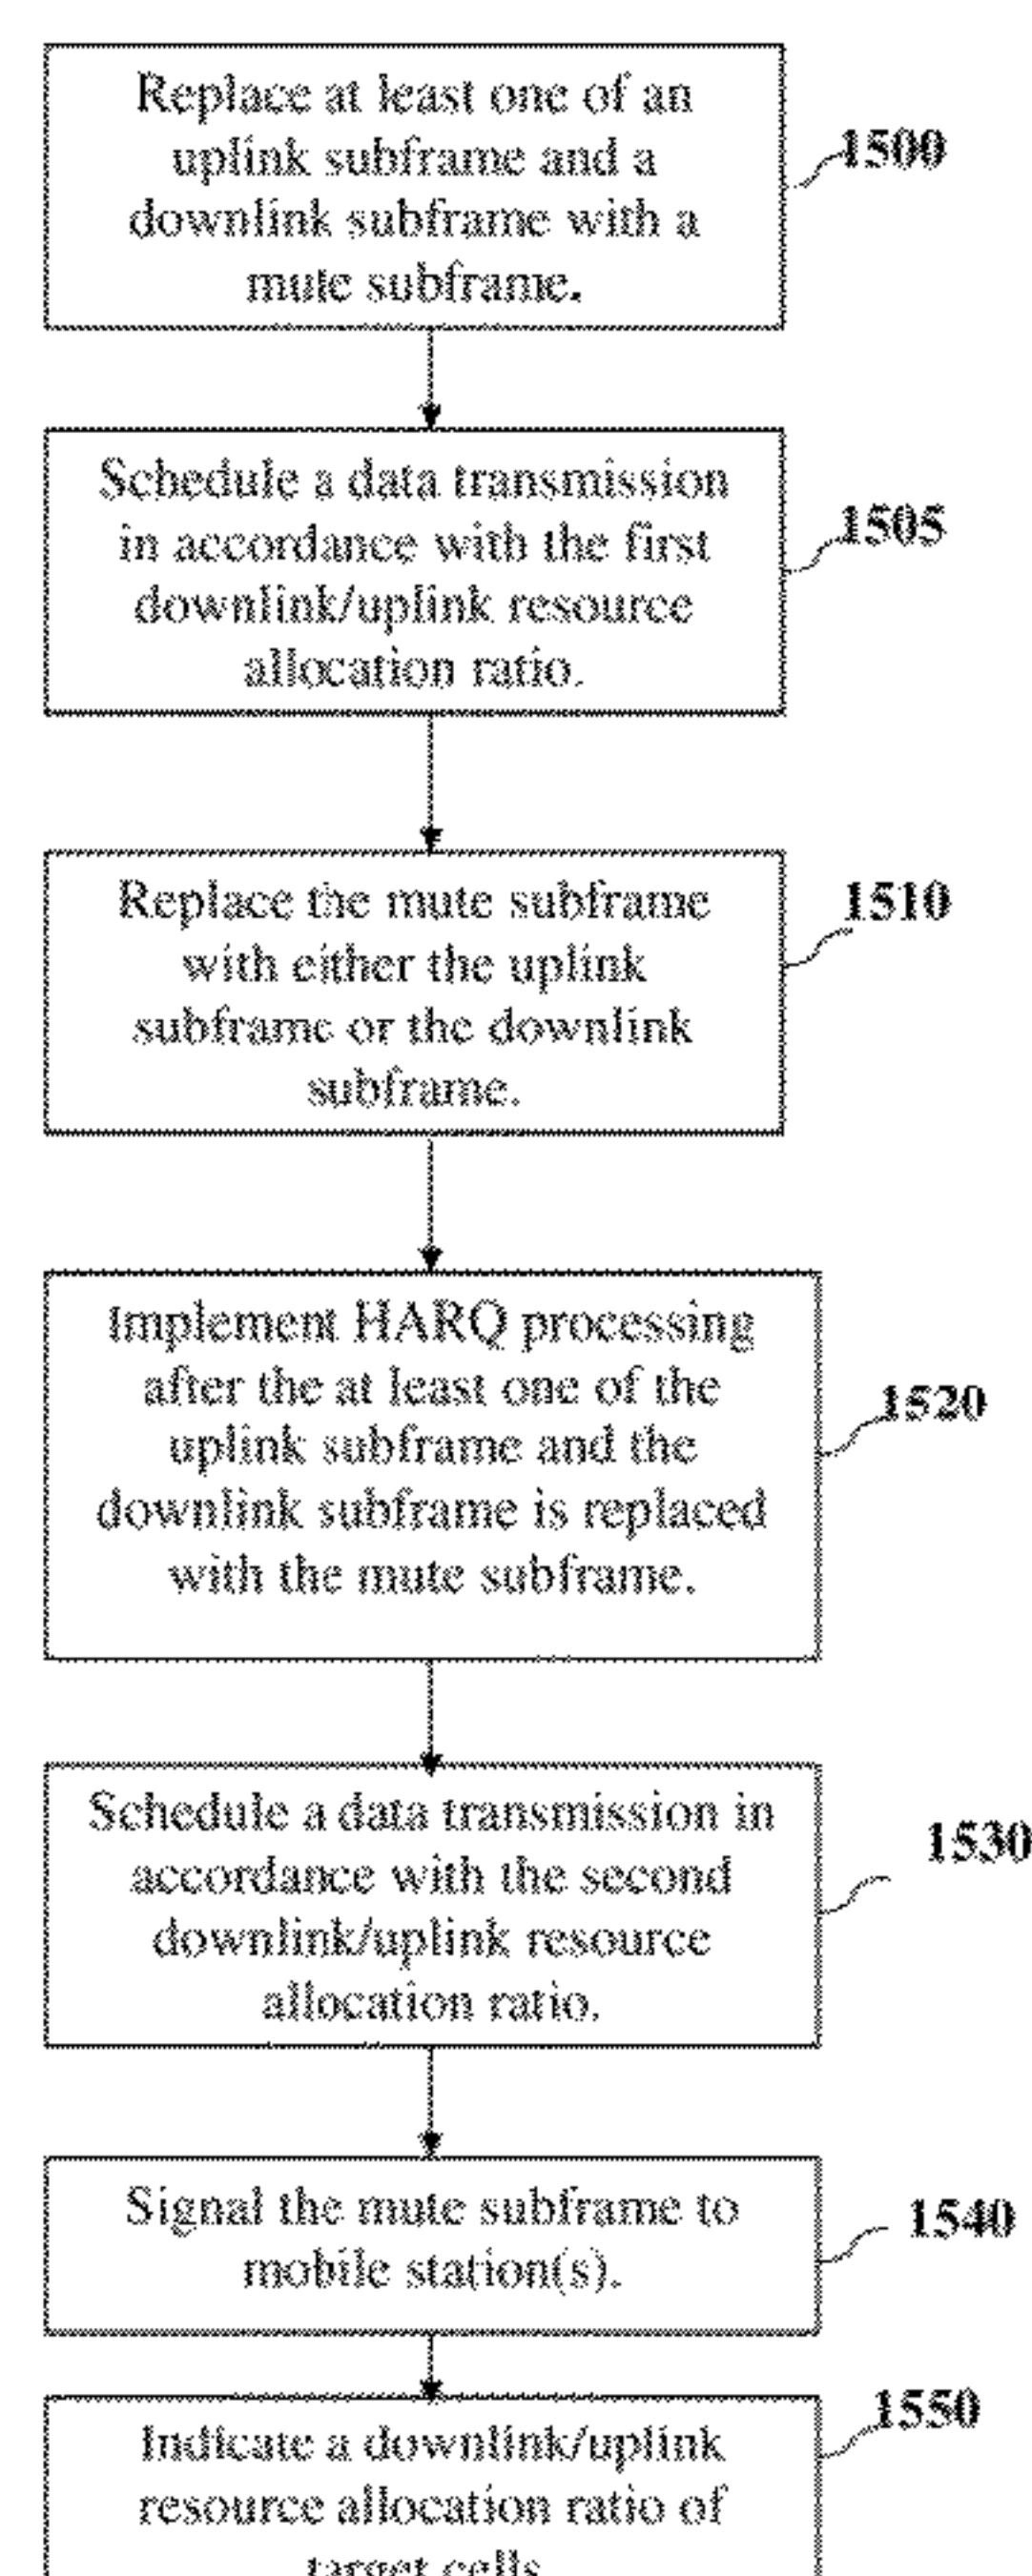 Replace at least one of an
uplink subframe and a
downlink subframe with a
mute subframe.
1500
Schedule a data transmission
in accordance with the first
downlink/uplink resource
allocation ratio.
1505
Replace the mute subframe
with either the uplink
subframe or the downlink
subframe.
1510
Implement HARQ processing
after the at least one of the
uplink subframe and the
downlink subframe is replaced
with the mute subframe.
1520
Schedule a data transmission in
accordance with the second
downlink/uplink resource
allocation ratio.
1530
Signal the mute subframe to
mobile station(s).
1540
Indicate a downlink/uplink
resource allocation ratio of
target cells
1550